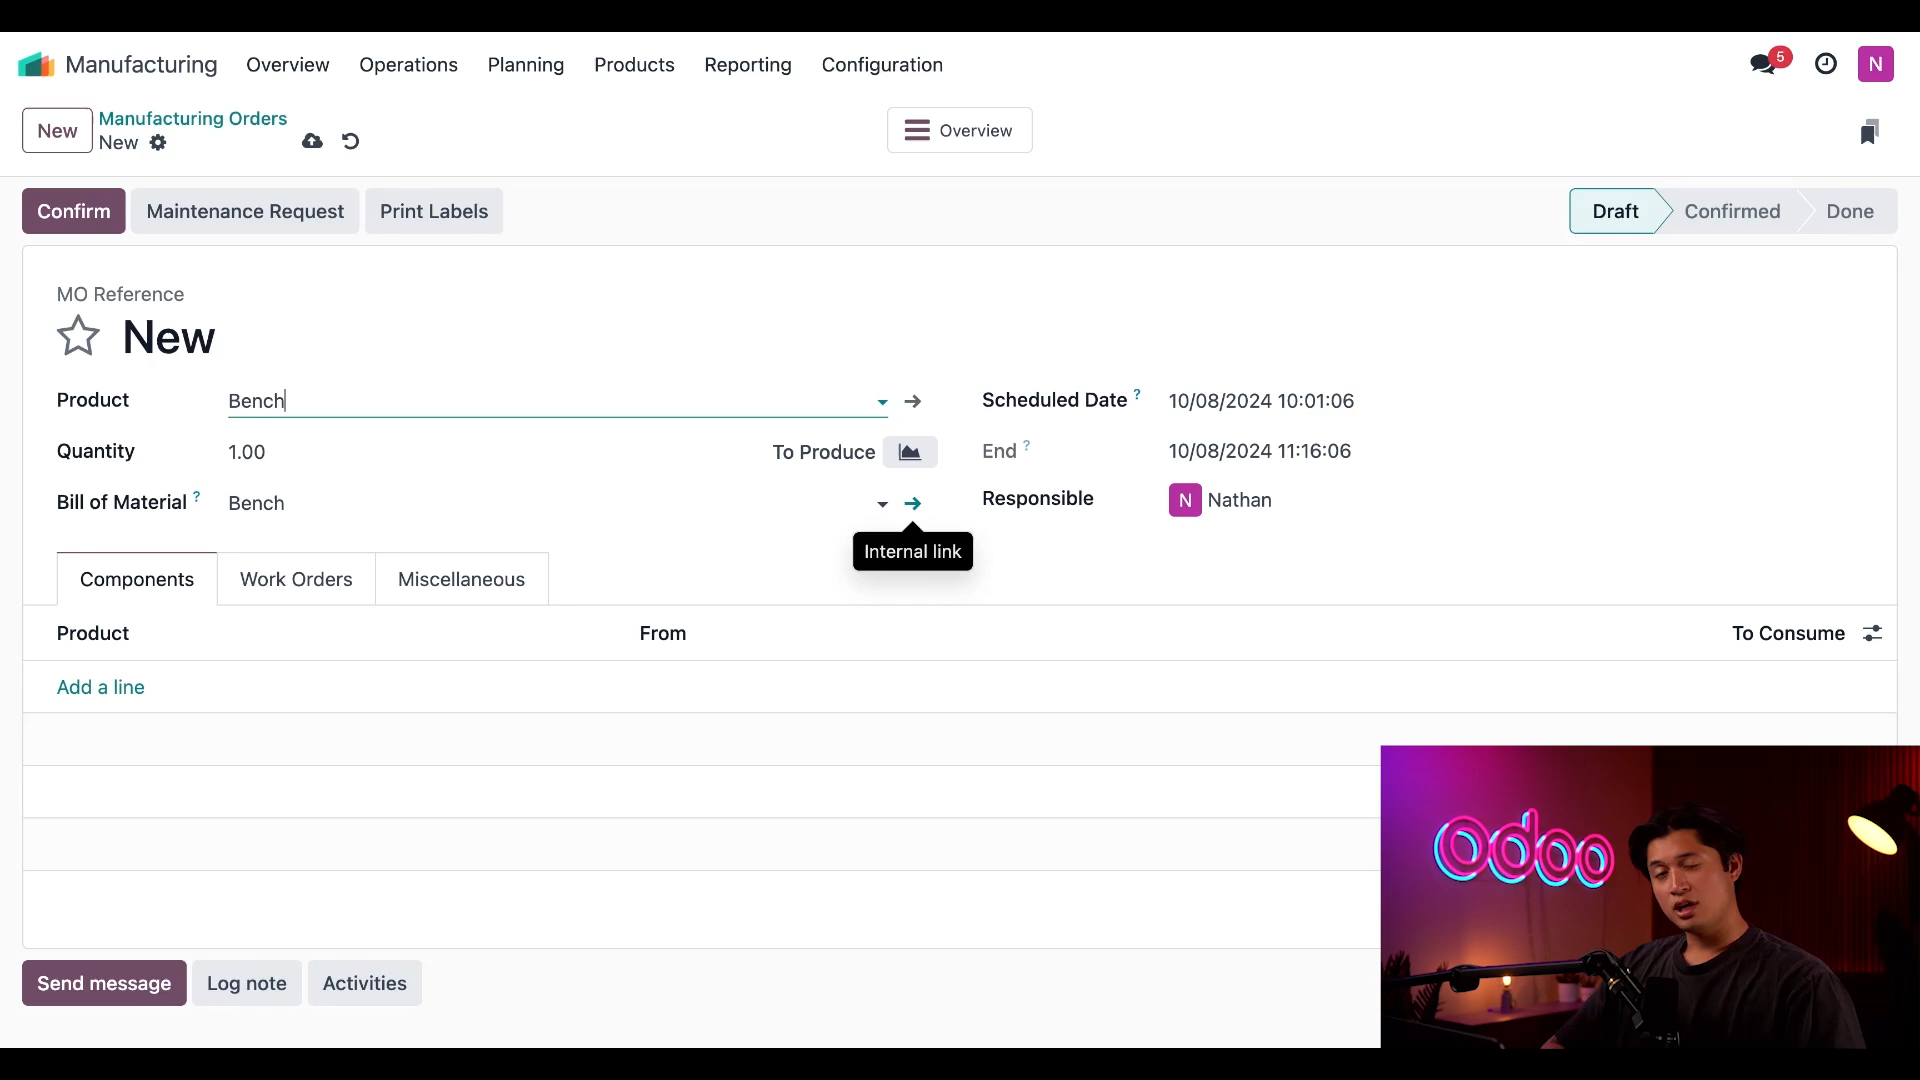 Manufacturing Overview Operations Planning Products Reporting Configuration 5 N
New Manufacturing Orders
New
Overview
Confirm Maintenance Request Print Labels Draft Confirmed Done
MO Reference
New
Product Bench Scheduled Date ? 10/08/2024 10:01:06
Quantity 1.00 To Produce End ? 10/08/2024 11:16:06
Bill of Material ? Bench Responsible N Nathan
Internal link
Components Work Orders Miscellaneous
Product From To Consume
Add a line
odoo
Send message Log note Activities